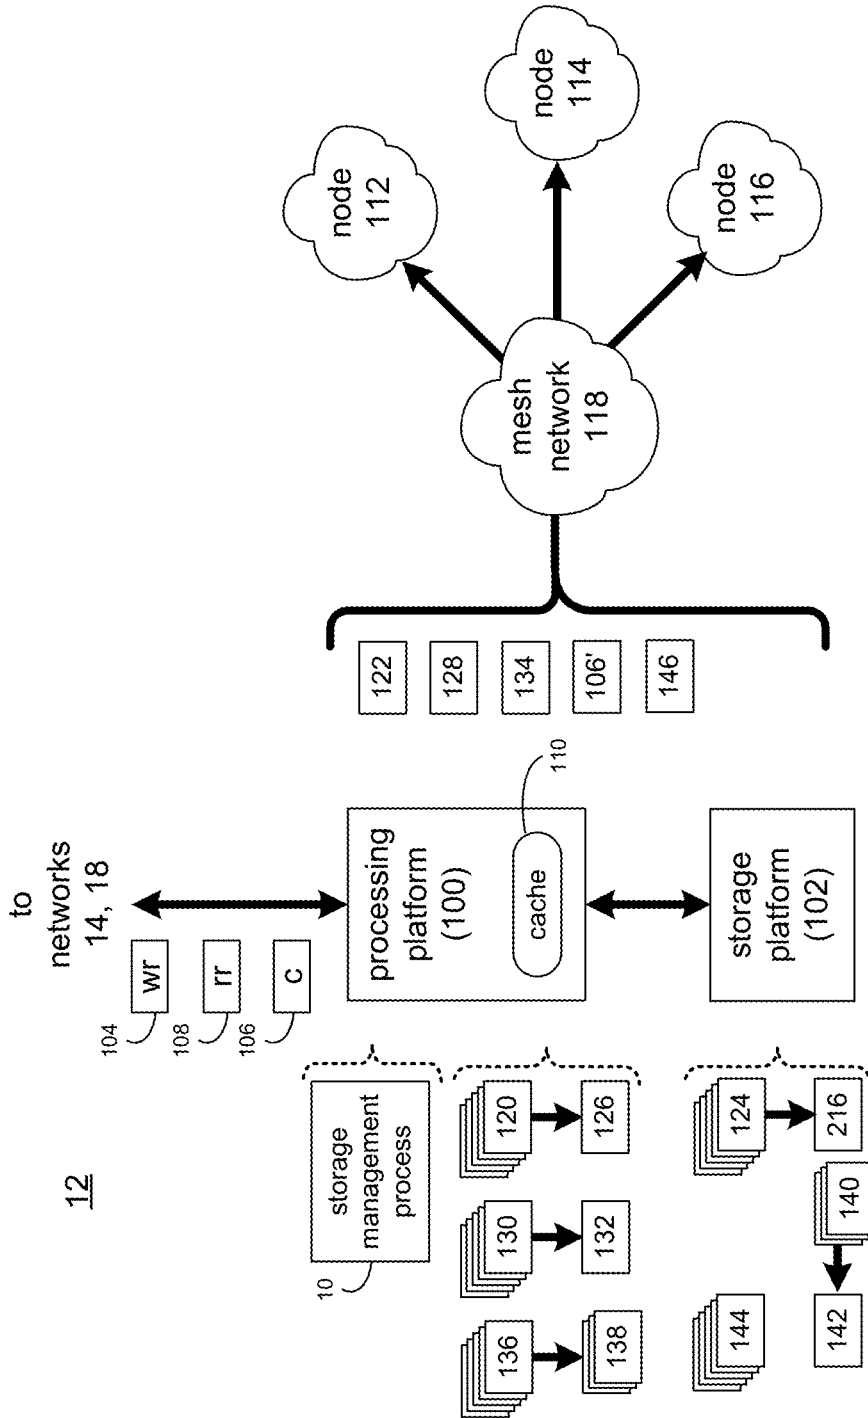 12
to
networks
14, 18
104
wr
108
rr
106
c
10
storage
management
process
processing
platform
(100)
cache
110
storage
platform
(102)
136
138
130
132
120
126
144
142
140
124
216
122
128
134
106'
146
mesh
network
118
node
112
node
114
node
116